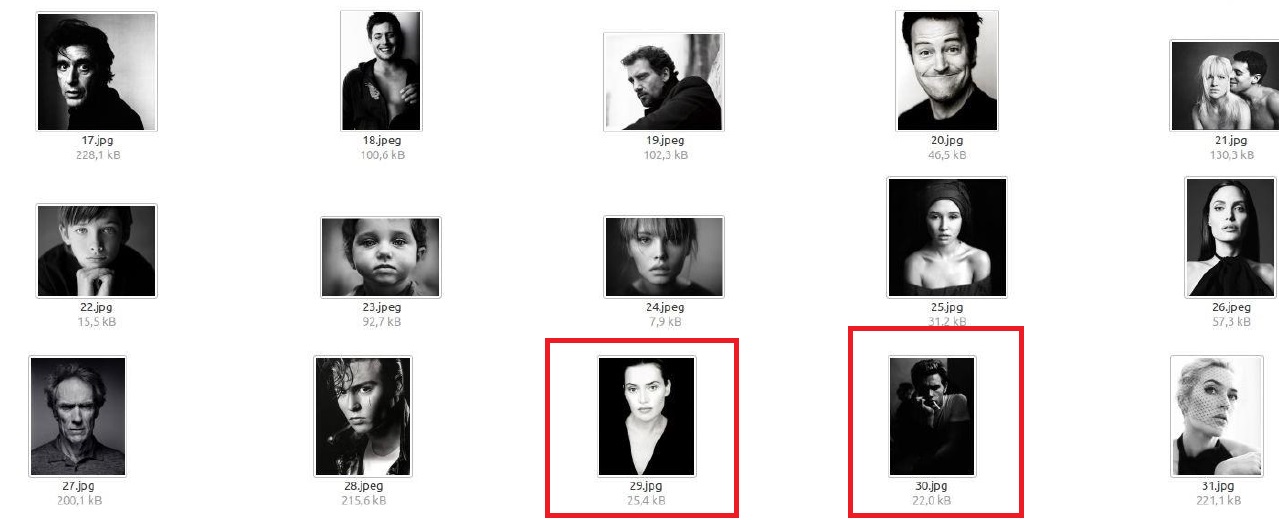 17.jpg
228,1 kB
18.jpeg
100,6 kB
19.jpeg
102,3 kB
20.jpg
46,5 kB
21.jpg
130,3 kB
22.jpg
15,5 kB
23.jpeg
92,7 kB
24.jpeg
7,9 kB
25.jpg
31,2 kB
26.jpeg
57,3 kB
27.jpg
200,1 kB
28.jpeg
215,6 kB
29.jpg
25,4 kB
30.jpg
22,0 kB
31.jpg
221,1 kB